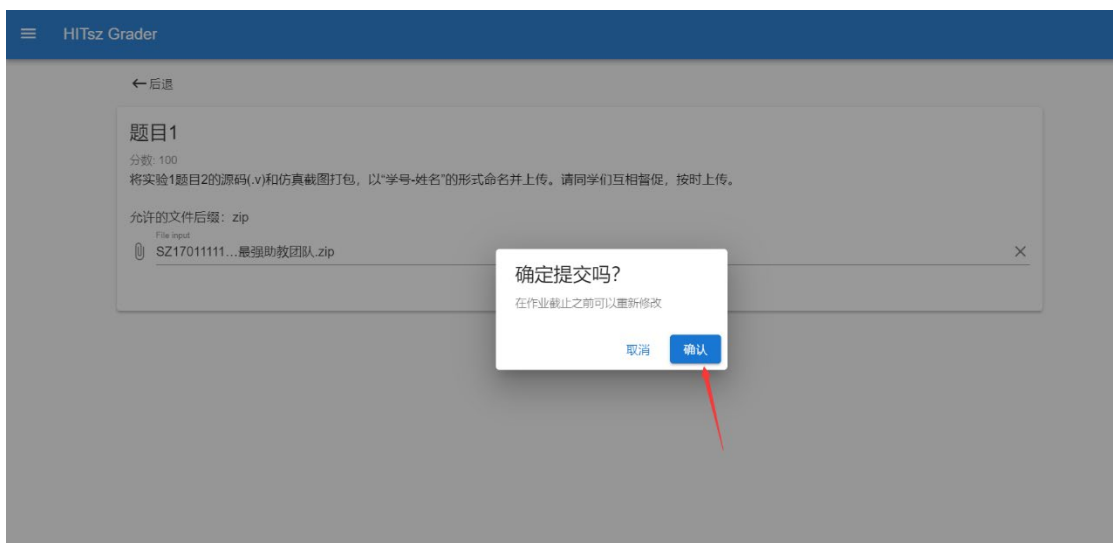 HITsz Grader
后退
题目1
分数: 100
将实验1题目2的源码(.v)和仿真截图打包，以“学号-姓名”的形式命名并上传。请同学们互相督促，按时上传。
允许的文件后缀：zip
File input
SZ17011111...最强助教团队.zip
确定提交吗?
在作业截止之前可以重新修改
取消
确认